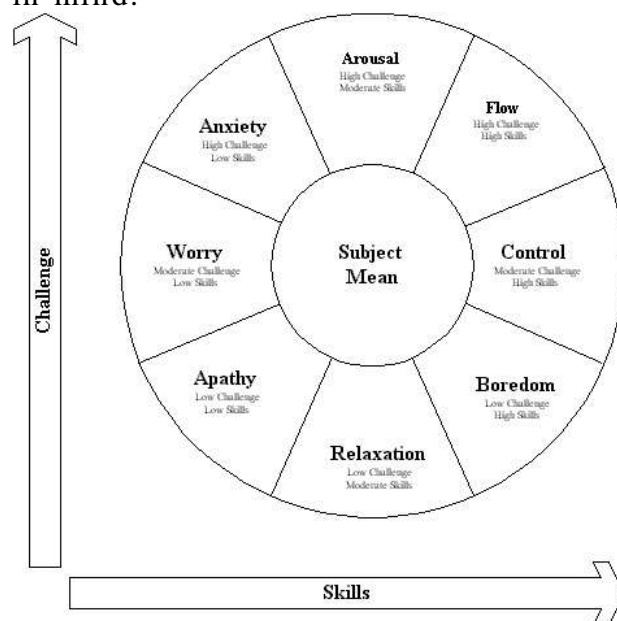 in mind.
Arousal
High Challenge
Moderate Skills
Flow
High Challenge
High Skills
Anxiety
High Challenge
Low Skills
Worry
Moderate Challenge
Low Skills
Subject
Mean
Control
Moderate Challenge
High Skills
Apathy
Low Challenge
Low Skills
Boredom
Low Challenge
High Skills
Relaxation
Low Challenge
Moderate Skills
Challenge
Skills